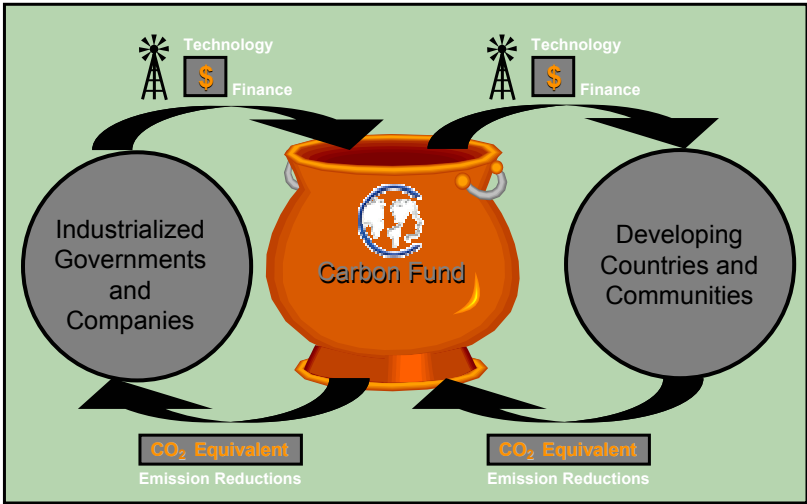 Technology
$
Finance
Technology
$
Finance
Industrialized
Governments
and
Companies
Carbon Fund
Developing
Countries and
Communities
CO₂ Equivalent
Emission Reductions
CO₂ Equivalent
Emission Reductions